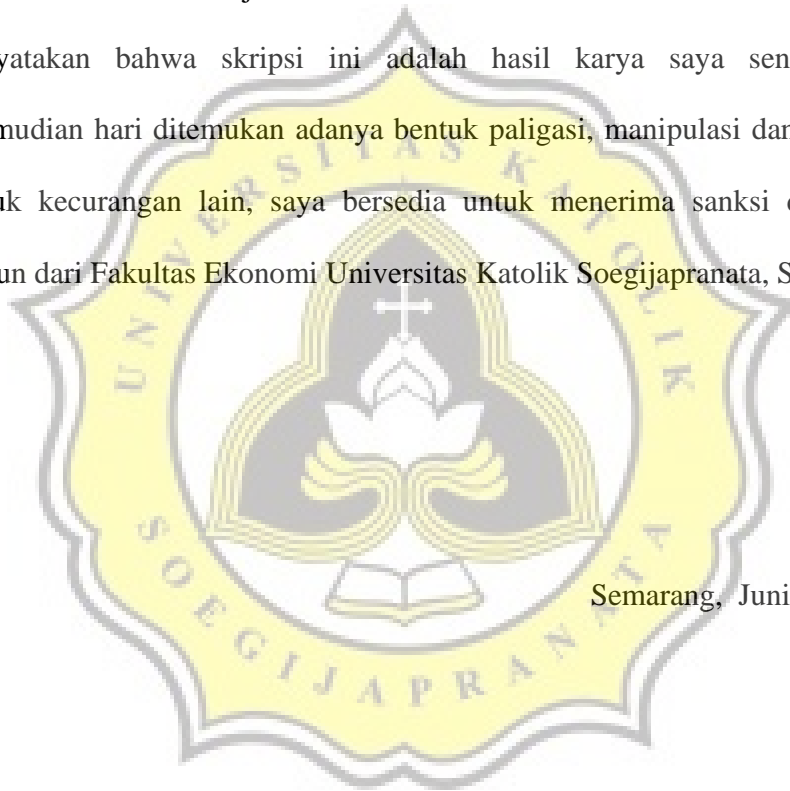 yatakan bahwa skripsi ini adalah hasil karya saya sen
mudian hari ditemukan adanya bentuk paligasi, manipulasi dan
uk kecurangan lain, saya bersedia untuk menerima sanksi
un dari Fakultas Ekonomi Universitas Katolik Soegijapranata, S
UNIVERSITAS KATOLIK
SOEGIJAPRANATA
Semarang, Juni